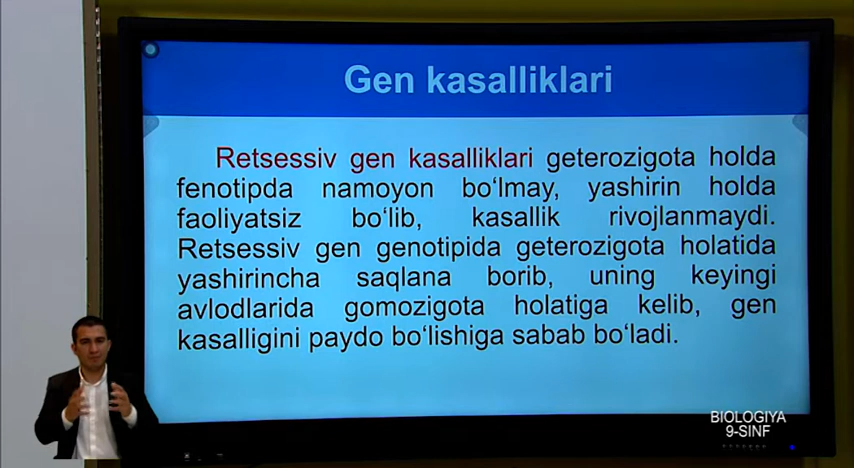 Gen kasalliklari
Retsessiv gen kasalliklari geterozigota holda
fenotipda namoyon bo‘lmay, yashirin holda
faoliyatsiz bo‘lib, kasallik rivojlanmaydi.
Retsessiv gen genotipida geterozigota holatida
yashirincha saqlana borib, uning keyingi
avlodlarida gomozigota holatiga kelib, gen
kasalligini paydo bo‘lishiga sabab bo‘ladi.
BIOLOGIYA
9-SINF